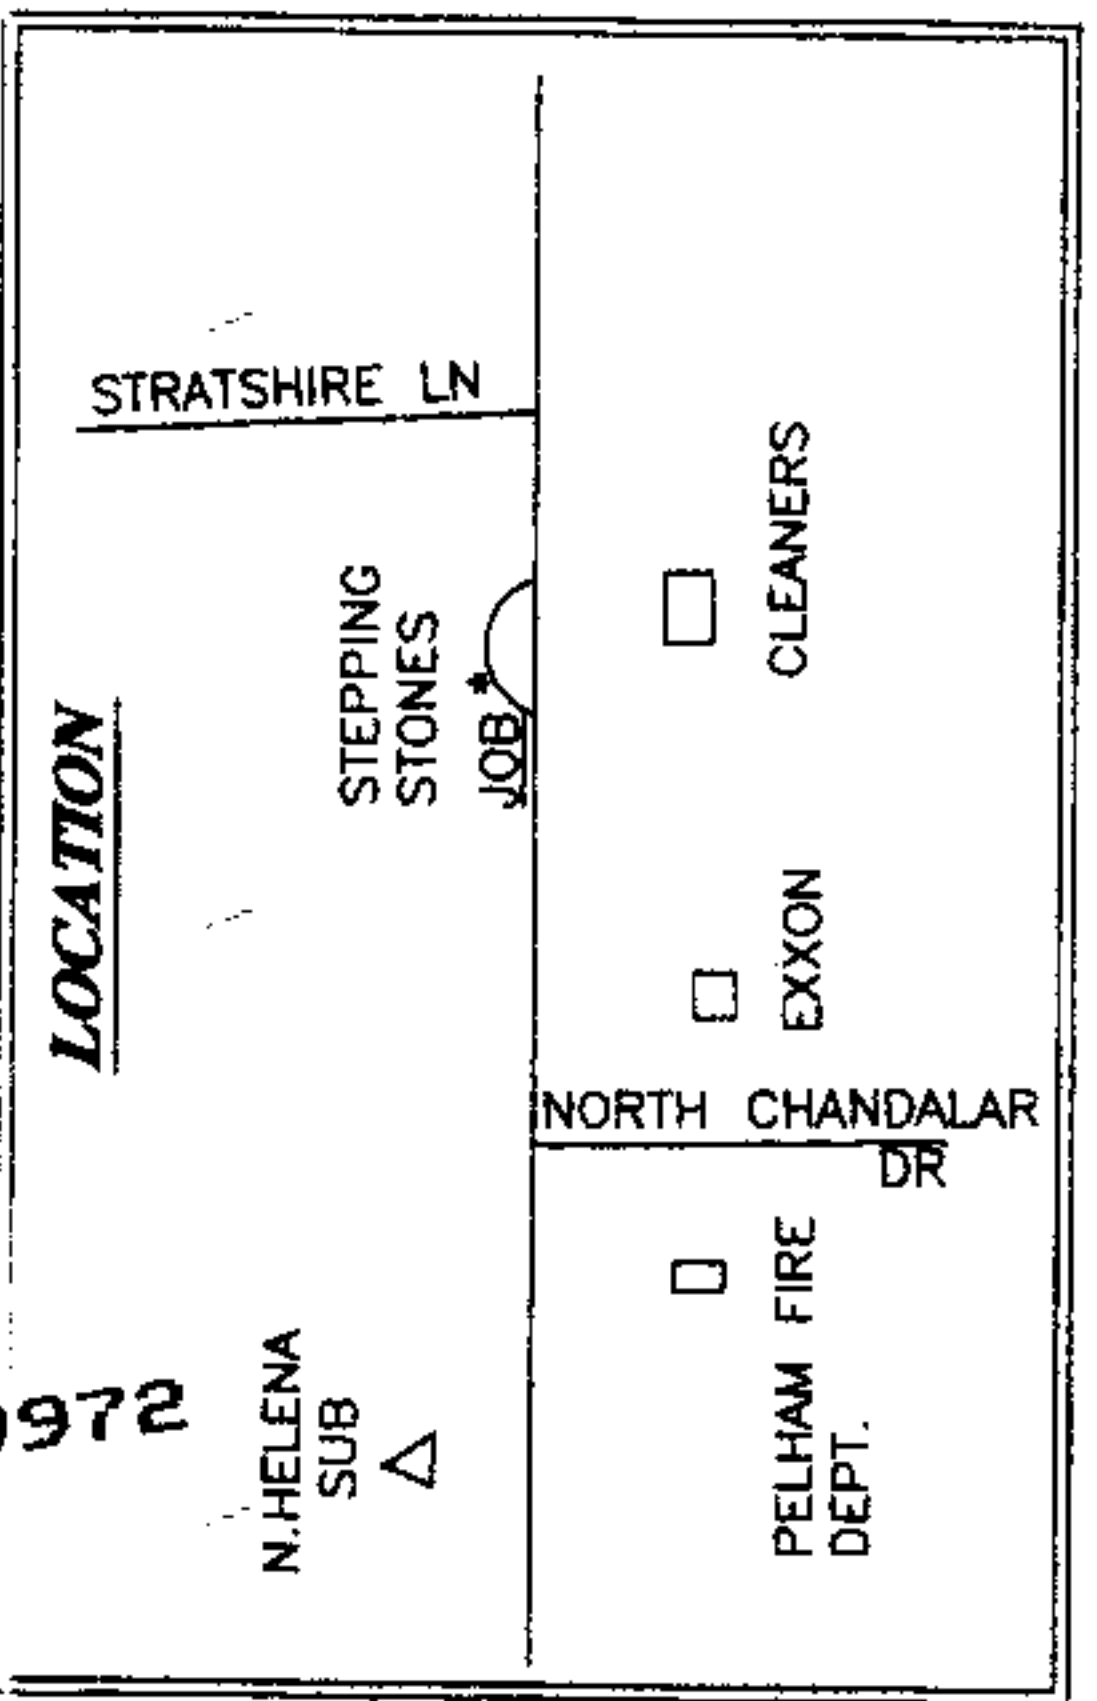 LOCATION
STRATSHIRE LN
STEPPING
STONES
JOB
CLEANERS
EXXON
NORTH CHANDALAR
DR
N.HELENA
SUB
PELHAM FIRE
DEPT.
972